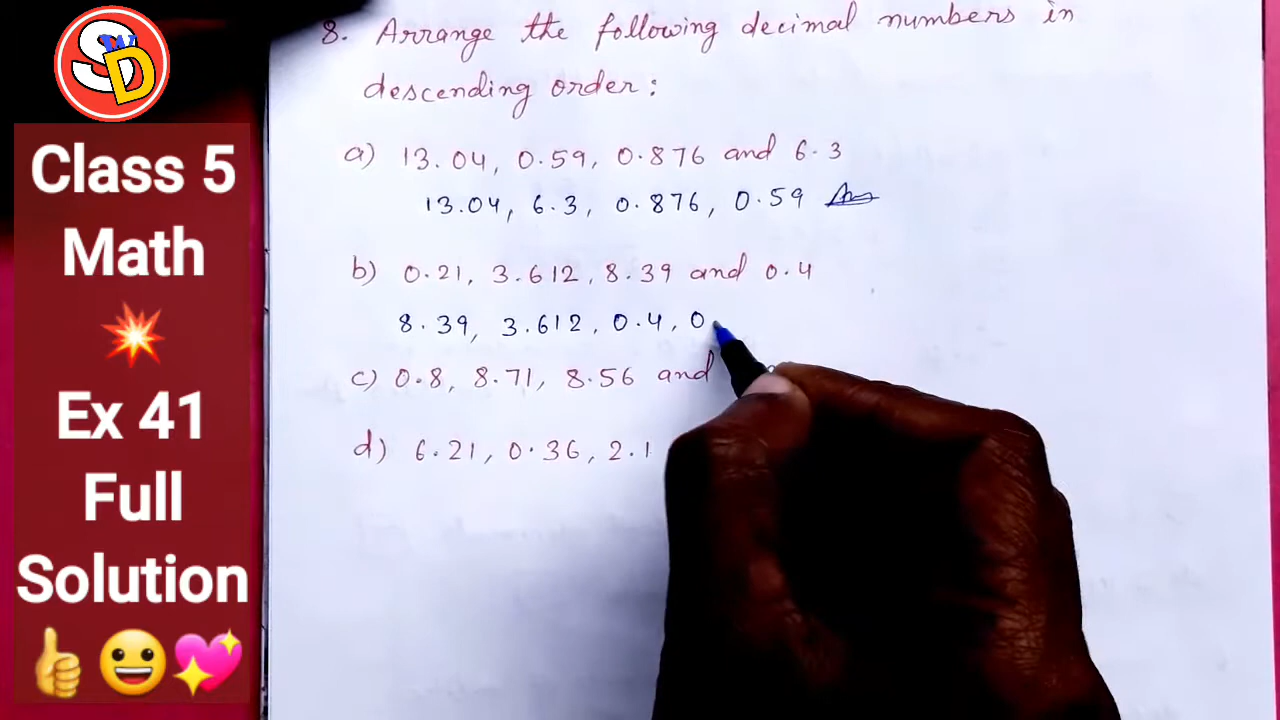 SWD
Class 5
Math
Ex 41
Full
Solution
8. Arrange the following decimal numbers in
descending order:
a) 13.04, 0.59, 0.876 and 6.3
13.04, 6.3, 0.876, 0.59 Ans
b) 0.21, 3.612, 8.39 and 0.4
8.39, 3.612, 0.4, 0
c) 0.8, 8.71, 8.56 and
d) 6.21, 0.36, 2.1